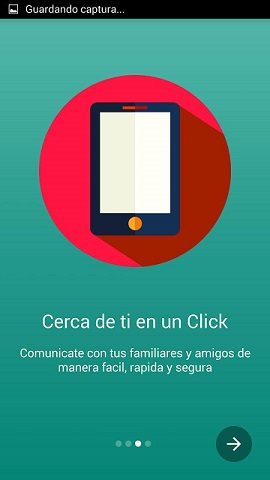 Guardando captura...
Cerca de ti en un Click
Comunicate con tus familiares y amigos de
manera facil, rapida y segura